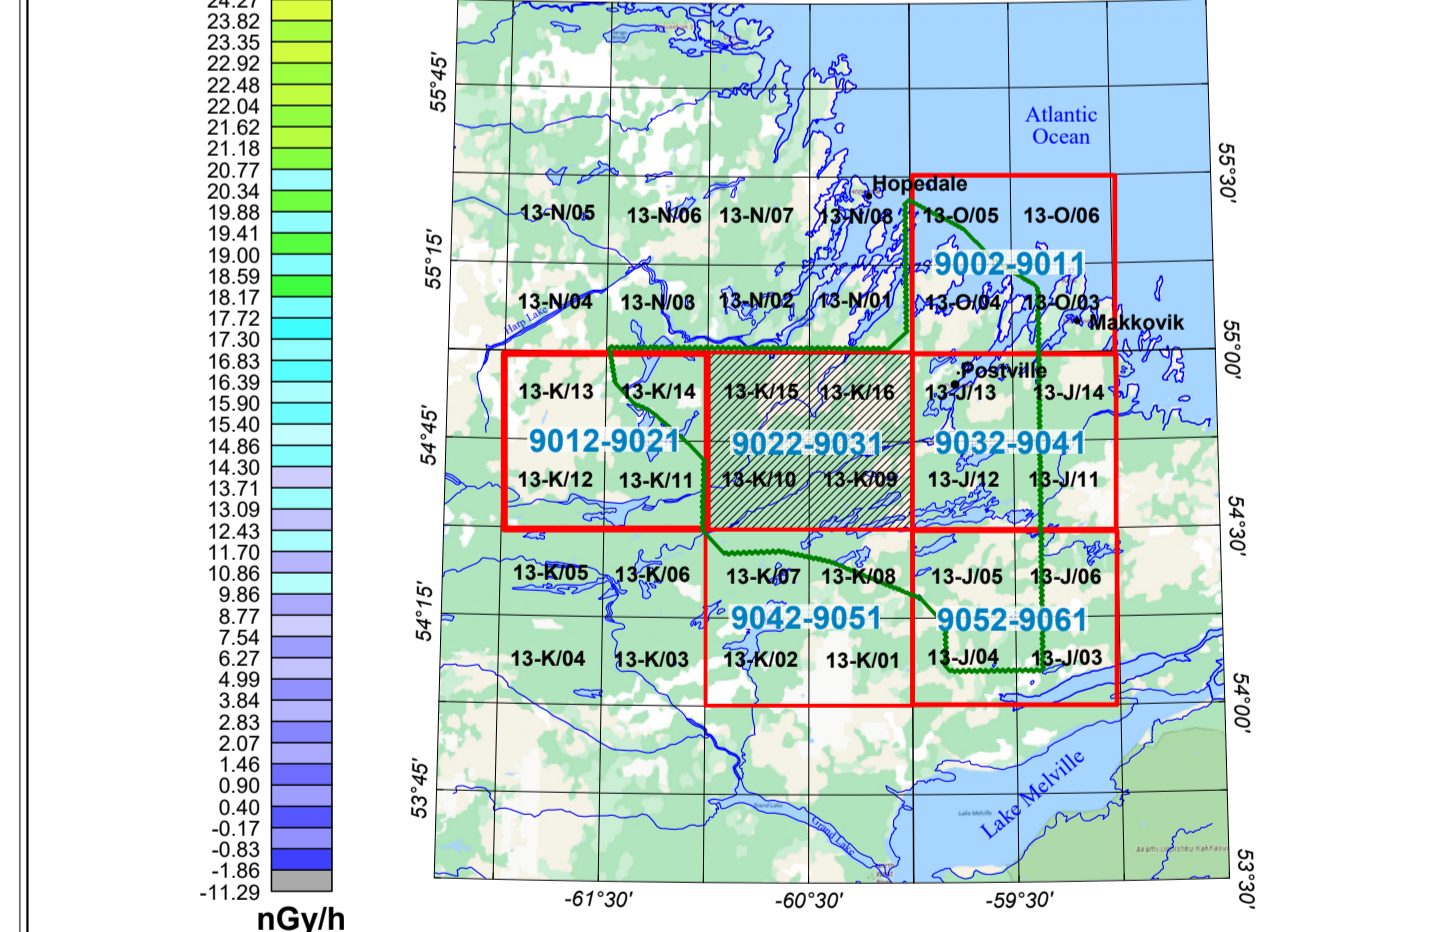 24.27
23.82
23.35
22.92
22.48
22.04
21.62
21.18
20.77
20.34
19.88
19.41
19.00
18.59
18.17
17.72
17.30
16.83
16.39
15.90
15.40
14.86
14.30
13.71
13.09
12.43
11.70
10.86
9.86
8.77
7.54
6.27
4.99
3.84
2.83
2.07
1.46
0.90
0.40
-0.17
-0.83
-1.86
-11.29
nGy/h
55°45'
55°15'
54°45'
54°15'
53°45'
Atlantic
Ocean
Hopedale
13-N/05 13-N/06 13-N/07 13-N/08 13-O/05 13-O/06
9002-9011
13-N/04 13-N/03 13-N/02 13-N/01 13-O/04 13-O/03
Harp Lake
Makkovik
Postville
13-K/13 13-K/14 13-K/15 13-K/16 13-J/13 13-J/14
9012-9021 9022-9031 9032-9041
13-K/12 13-K/11 13-K/10 13-K/09 13-J/12 13-J/11
13-K/05 13-K/06 13-K/07 13-K/08 13-J/05 13-J/06
9042-9051 9052-9061
13-K/04 13-K/03 13-K/02 13-K/01 13-J/04 13-J/03
Lake Melville
Lake Melville
Grand Lake
Grand Lake
55°30'
55°00'
54°30'
54°00'
53°30'
-61°30' -60°30' -59°30'